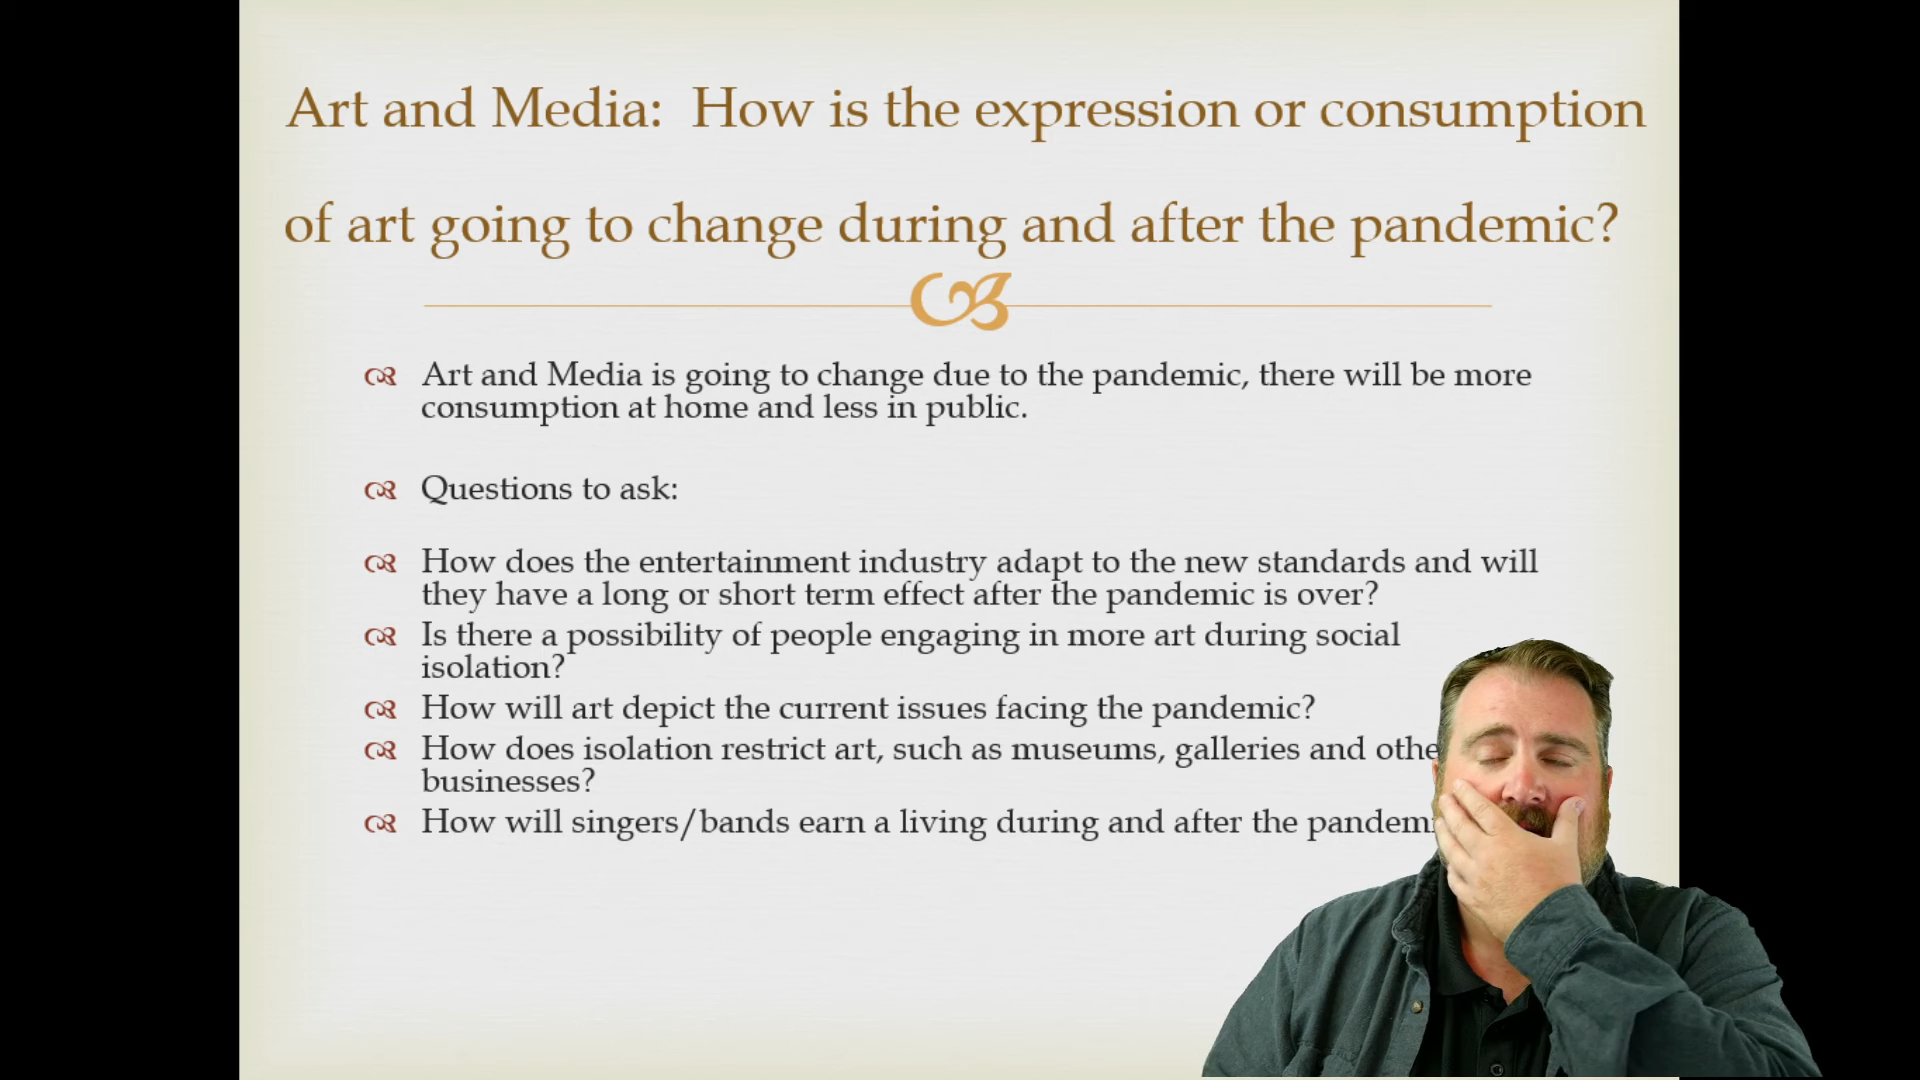 Art and Media: How is the expression or consumption
of art going to change during and after the pandemic?
Art and Media is going to change due to the pandemic, there will be more
consumption at home and less in public.
Questions to ask:
How does the entertainment industry adapt to the new standards and will
they have a long or short term effect after the pandemic is over?
Is there a possibility of people engaging in more art during social
isolation?
How will art depict the current issues facing the pandemic?
How does isolation restrict art, such as museums, galleries and
businesses?
How will singers/bands earn a living during and after the